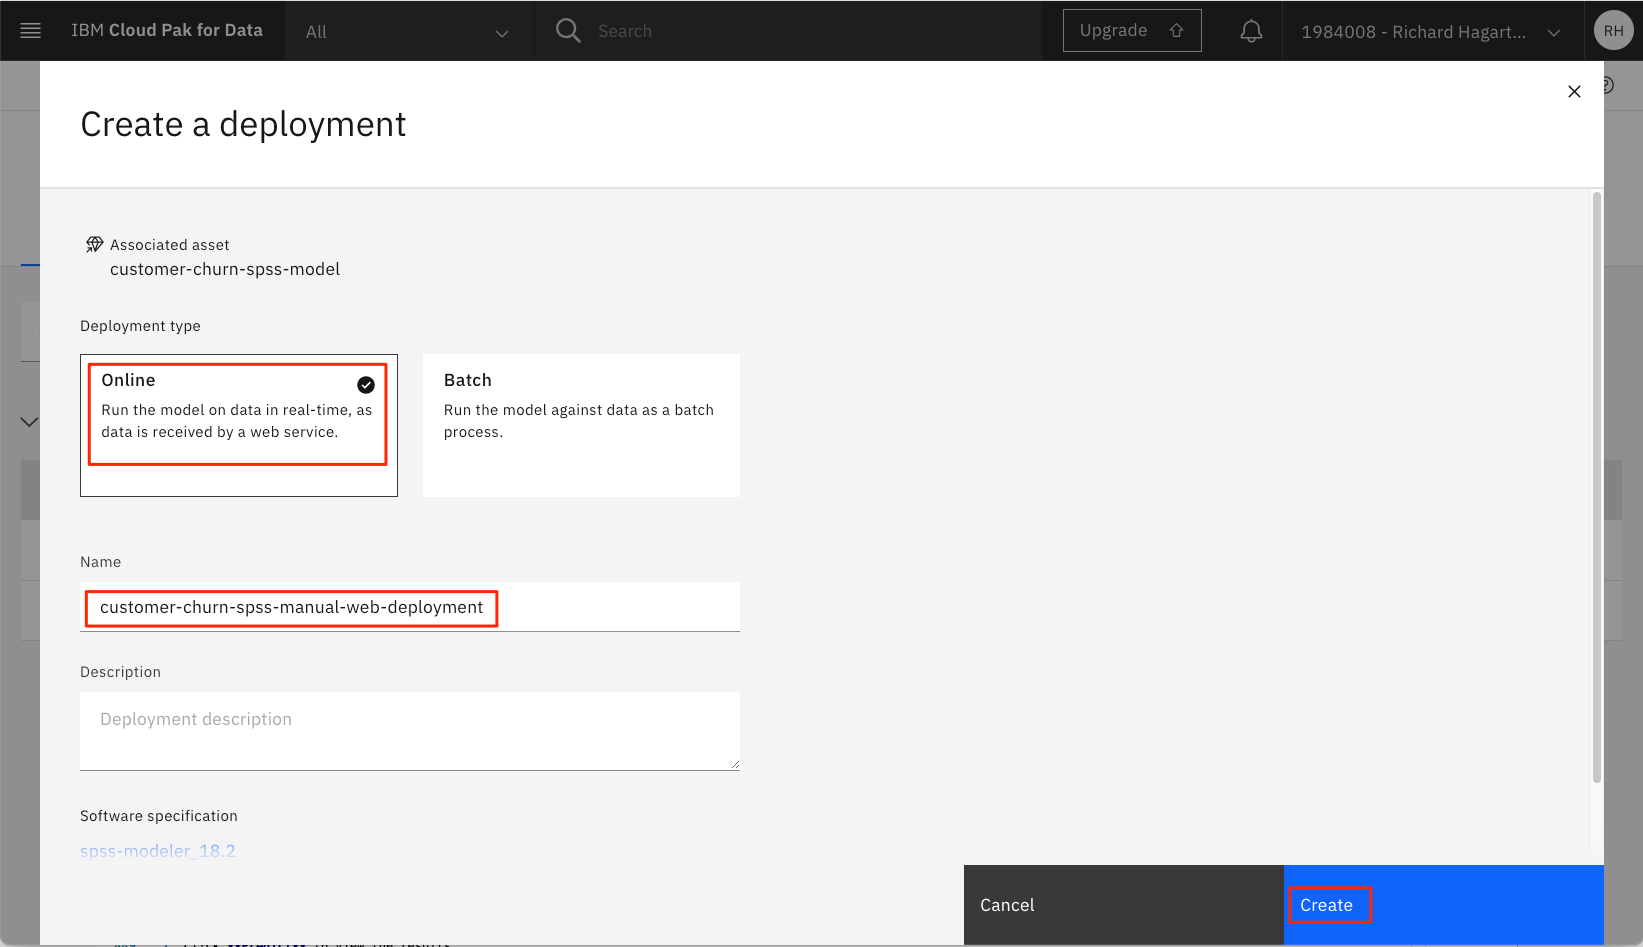 IBM Cloud Pak for Data
All
Search
Upgrade
1984008 - Richard Hagart...
RH
Create a deployment
Associated asset
customer-churn-spss-model
Deployment type
Online
Run the model on data in real-time, as
data is received by a web service.
Batch
Run the model against data as a batch
process.
Name
customer-churn-spss-manual-web-deployment
Description
Deployment description
Software specification
spss-modeler_18.2
Cancel
Create